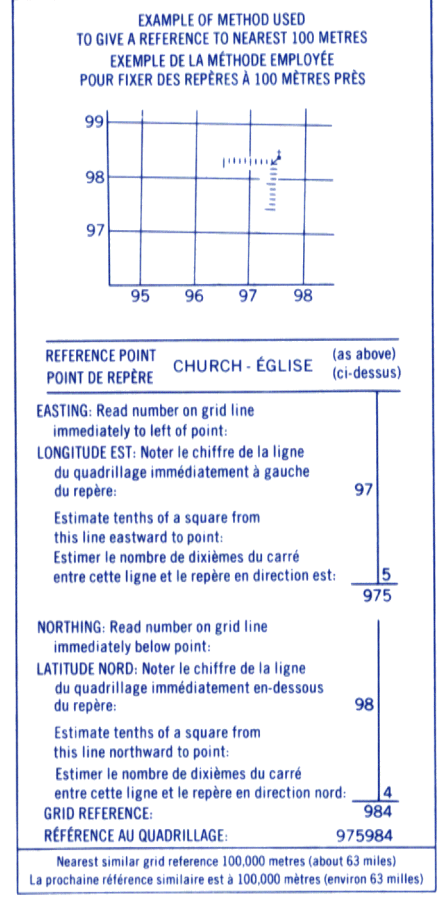 EXAMPLE OF METHOD USED
TO GIVE A REFERENCE TO NEAREST 100 METRES
EXEMPLE DE LA MÉTHODE EMPLOYÉE
POUR FIXER DES REPÈRES À 100 MÈTRES PRÈS
99
98
97
95 96 97 98
REFERENCE POINT
POINT DE REPÈRE
CHURCH - ÉGLISE
(as above)
(ci-dessus)
EASTING: Read number on grid line
immediately to left of point:
LONGITUDE EST: Noter le chiffre de la ligne
du quadrillage immédiatement à gauche
du repère: 97
Estimate tenths of a square from
this line eastward to point:
Estimer le nombre de dixièmes du carré
entre cette ligne et le repère en direction est: 5
975
NORTHING: Read number on grid line
immediately below point:
LATITUDE NORD: Noter le chiffre de la ligne
du quadrillage immédiatement en-dessous
du repère: 98
Estimate tenths of a square from
this line northward to point:
Estimer le nombre de dixièmes du carré
entre cette ligne et le repère en direction nord: 4
GRID REFERENCE: 984
RÉFÉRENCE AU QUADRILLAGE: 975984
Nearest similar grid reference 100,000 metres (about 63 miles)
La prochaine référence similaire est à 100,000 mètres (environ 63 milles)